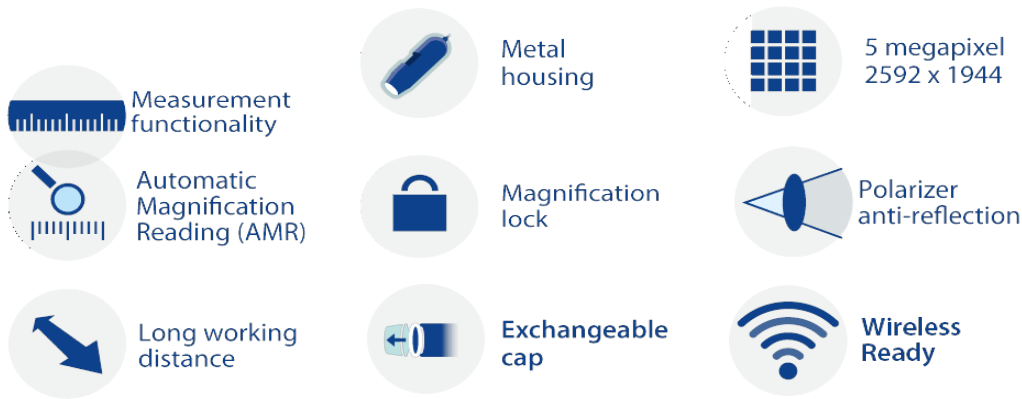 Metal
housing
5 megapixel
2592 x 1944
Measurement
functionality
Automatic
Magnification
Reading (AMR)
Magnification
lock
Polarizer
anti-reflection
Long working
distance
Exchangeable
cap
Wireless
Ready